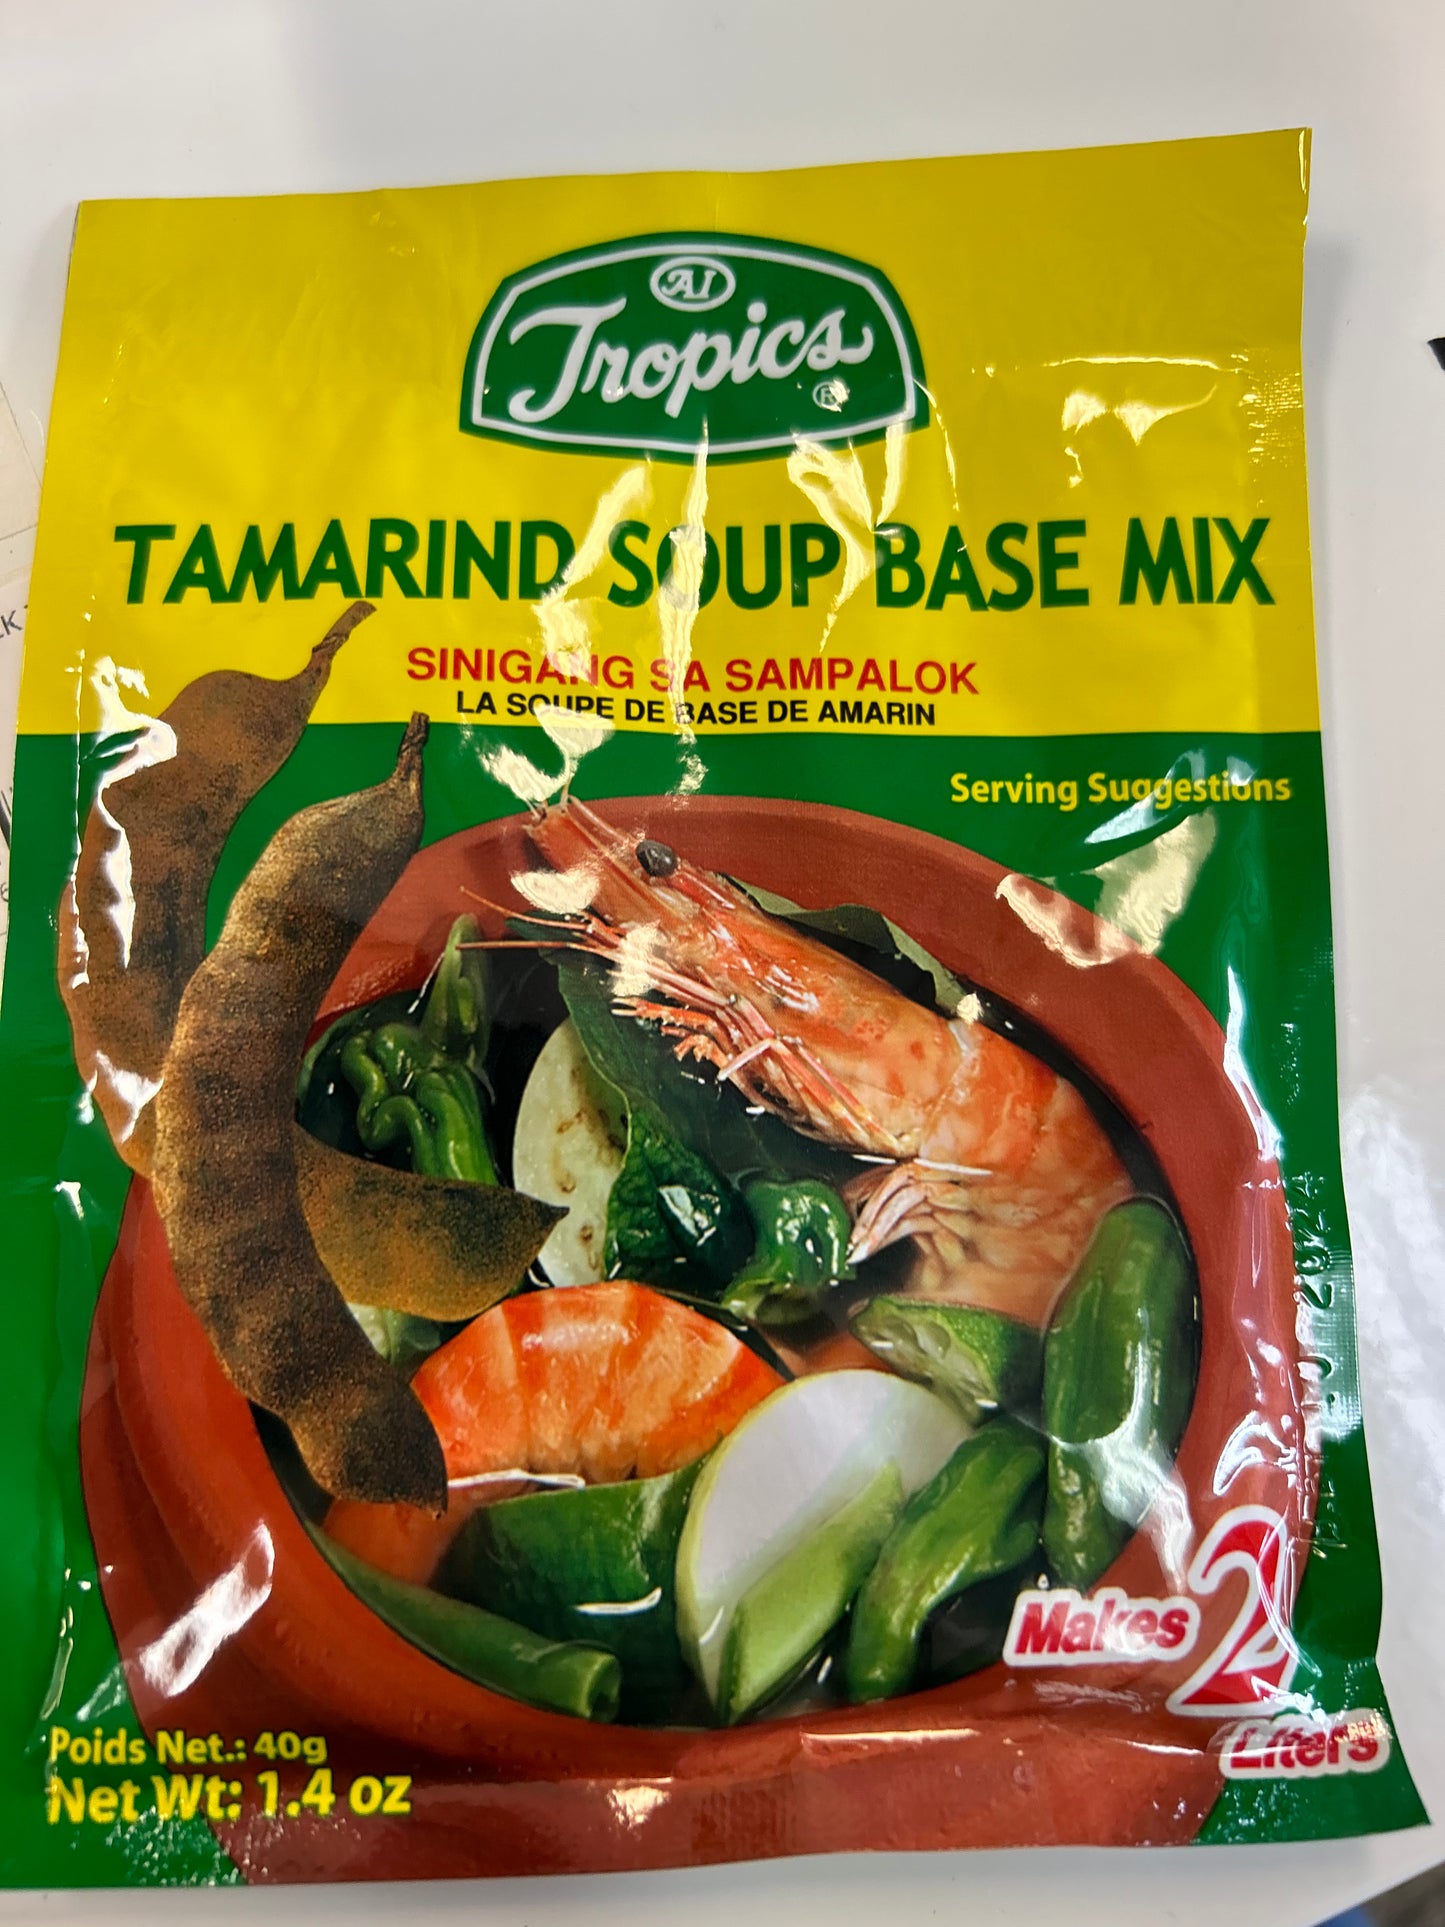 AI
Tropics
®
TAMARIND SOUP BASE MIX
SINIGANG SA SAMPALOK
LA SOUPE DE BASE DE AMARIN
Serving Suggestions
2024
Makes 2
Liters
Poids Net.: 40g
Net Wt: 1.4 oz